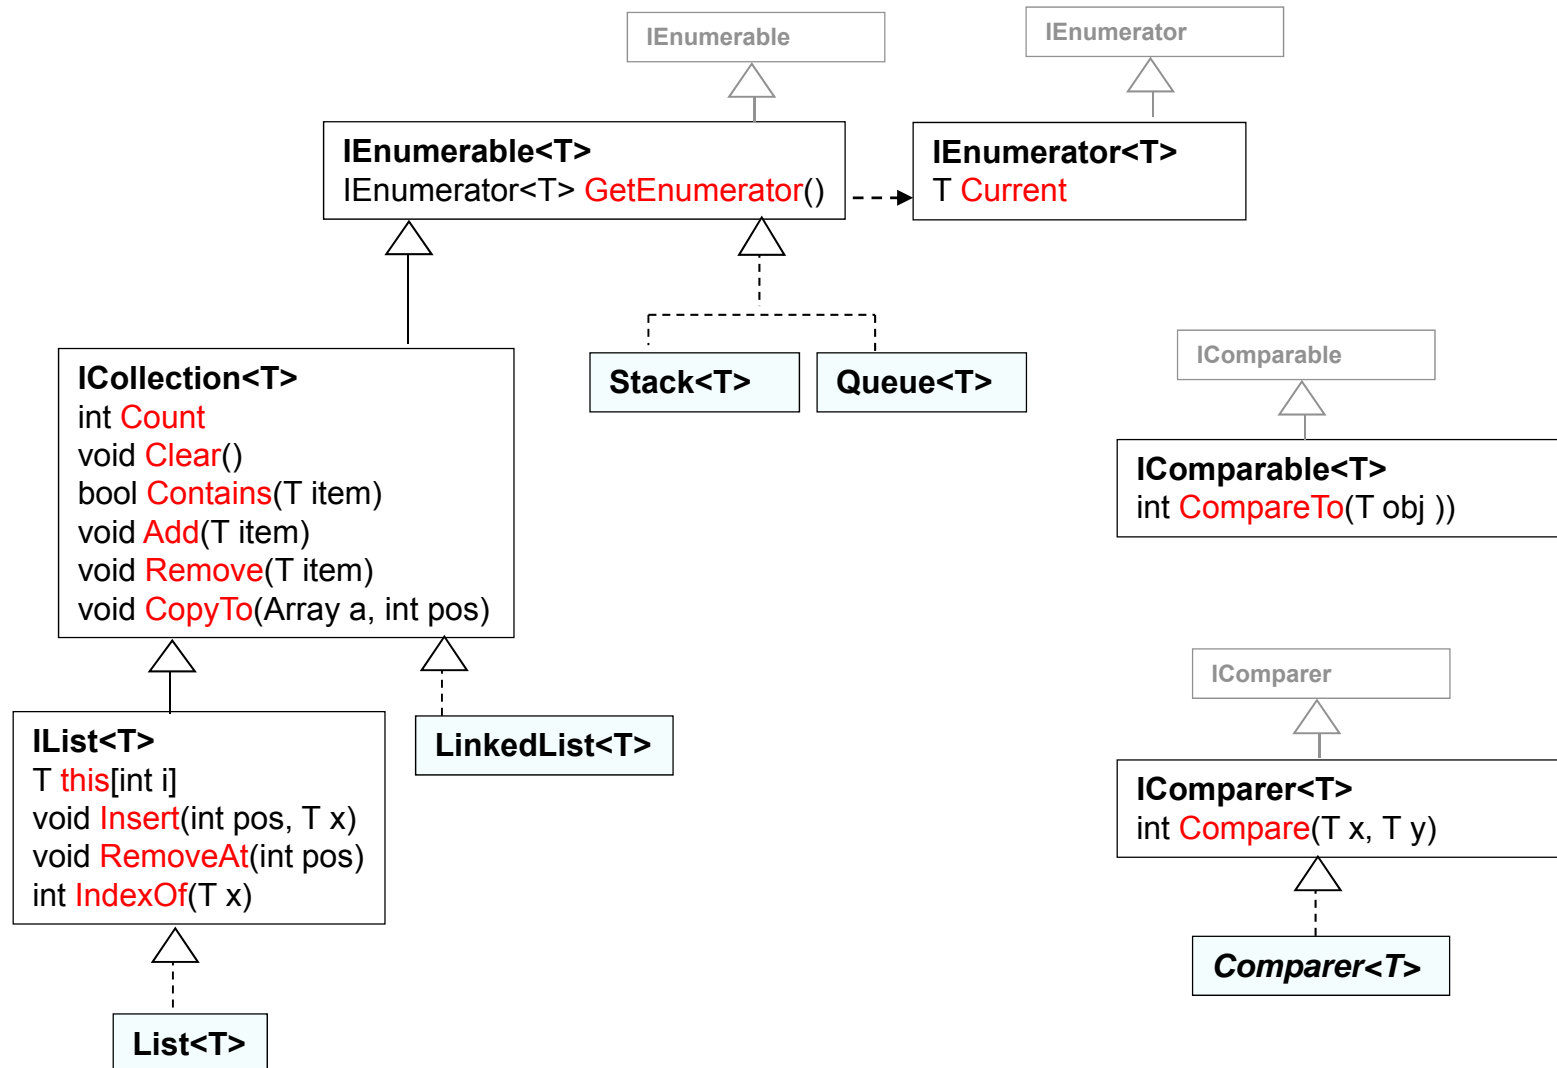 IEnumerable
IEnumerator
IEnumerable<T>
IEnumerator<T> GetEnumerator()
IEnumerator<T>
T Current
ICollection<T>
int Count
void Clear()
bool Contains(T item)
void Add(T item)
void Remove(T item)
void CopyTo(Array a, int pos)
Stack<T>
Queue<T>
IComparable
IComparable<T>
int CompareTo(T obj ))
IList<T>
T this[int i]
void Insert(int pos, T x)
void RemoveAt(int pos)
int IndexOf(T x)
LinkedList<T>
IComparer
IComparer<T>
int Compare(T x, T y)
Comparer<T>
List<T>